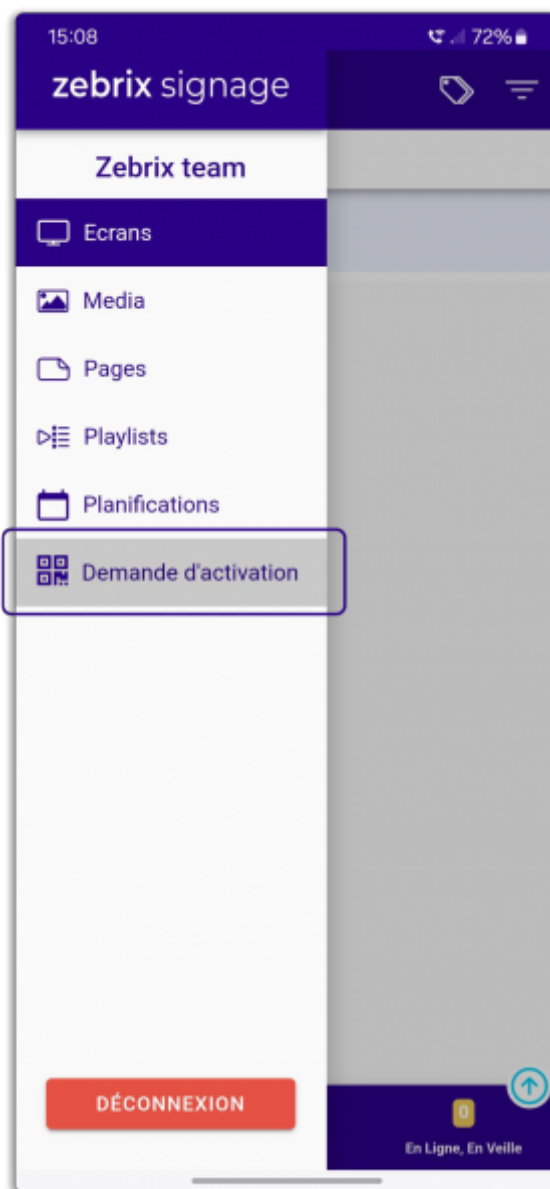 15:08 72%
zebrix signage
Zebrix team
Ecrans
Media
Pages
Playlists
Planifications
Demande d'activation
DÉCONNEXION
0
En Ligne, En Veille